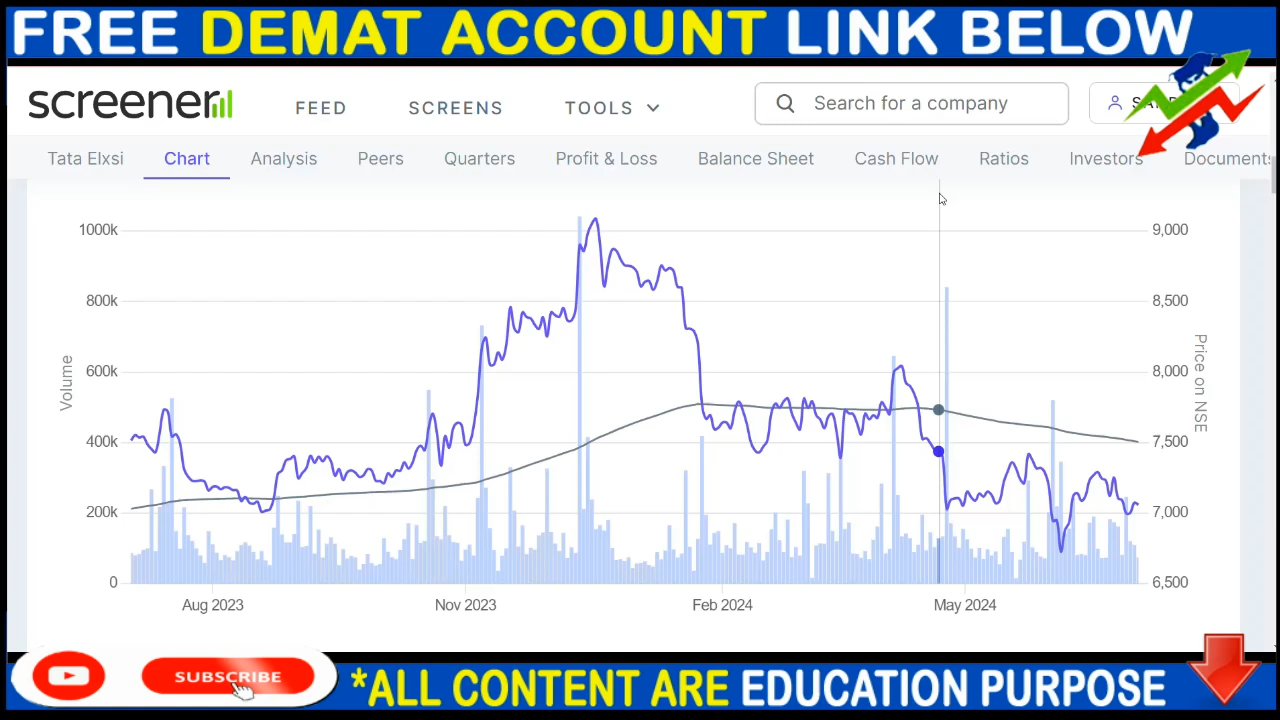 FREE DEMAT ACCOUNT LINK BELOW
screener
FEED
SCREENS
TOOLS
Search for a company
Tata Elxsi
Chart
Analysis
Peers
Quarters
Profit & Loss
Balance Sheet
Cash Flow
Ratios
Investors
Documents
1000k
800k
600k
400k
200k
0
Volume
9,000
8,500
8,000
7,500
7,000
6,500
Price on NSE
Aug 2023
Nov 2023
Feb 2024
May 2024
SUBSCRIBE
*ALL CONTENT ARE EDUCATION PURPOSE